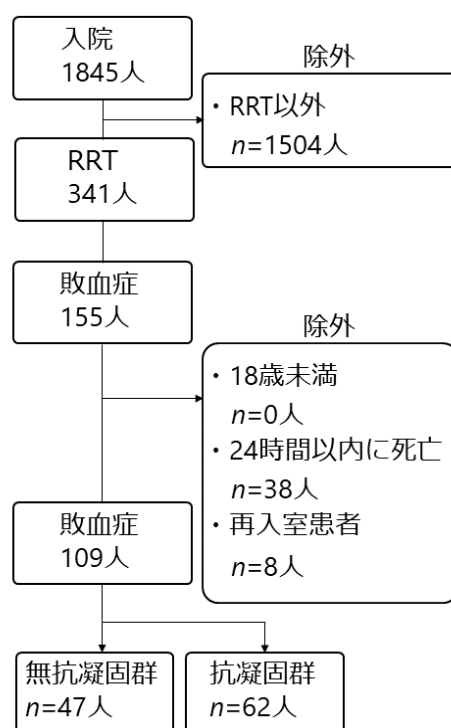 入院
1845人
除外
・RRT以外
n=1504人
RRT
341人
敗血症
155人
除外
・18歳未満
n=0人
・24時間以内に死亡
n=38人
・再入室患者
n=8人
敗血症
109人
無抗凝固群
n=47人
抗凝固群
n=62人